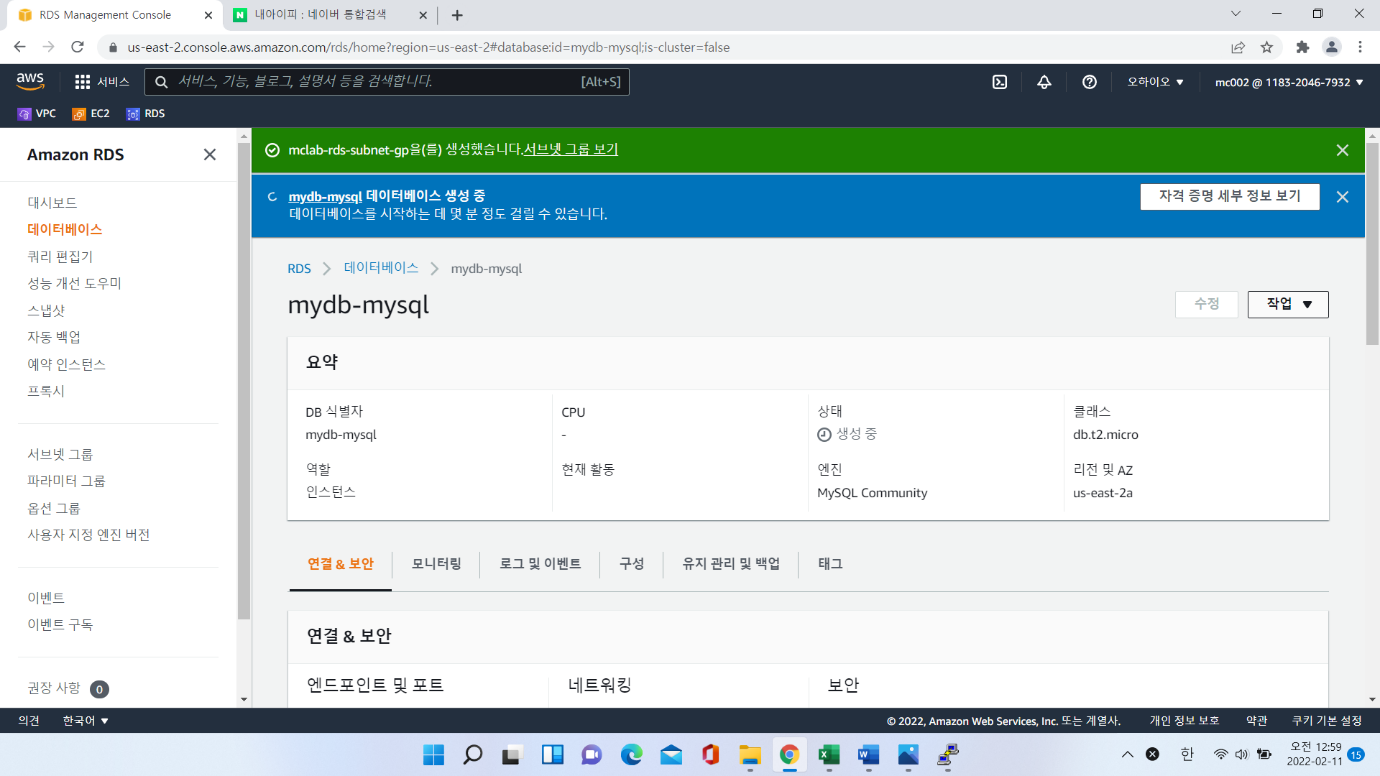 RDS Management Console
내아이피 : 네이버 통합검색
us-east-2.console.aws.amazon.com/rds/home?region=us-east-2#database:id=mydb-mysql;is-cluster=false
aws
서비스
서비스, 기능, 블로그, 설명서 등을 검색합니다.
[Alt+S]
오하이오 ▼
mc002 @ 1183-2046-7932 ▼
VPC
EC2
RDS
Amazon RDS
대시보드
데이터베이스
쿼리 편집기
성능 개선 도우미
스냅샷
자동 백업
예약 인스턴스
프록시
서브넷 그룹
파라미터 그룹
옵션 그룹
사용자 지정 엔진 버전
이벤트
이벤트 구독
권장 사항 0
mclab-rds-subnet-gp을(를) 생성했습니다.서브넷 그룹 보기
mydb-mysql 데이터베이스 생성 중
데이터베이스를 시작하는 데 몇 분 정도 걸릴 수 있습니다.
자격 증명 세부 정보 보기
RDS > 데이터베이스 > mydb-mysql
mydb-mysql
수정
작업 ▼
요약
DB 식별자
mydb-mysql
CPU
-
상태
생성 중
클래스
db.t2.micro
역할
인스턴스
현재 활동
엔진
MySQL Community
리전 및 AZ
us-east-2a
연결 & 보안
모니터링
로그 및 이벤트
구성
유지 관리 및 백업
태그
연결 & 보안
엔드포인트 및 포트
네트워킹
보안
의견
한국어 ▼
© 2022, Amazon Web Services, Inc. 또는 계열사.
개인 정보 보호
약관
쿠키 기본 설정
한
오전 12:59
2022-02-11
15